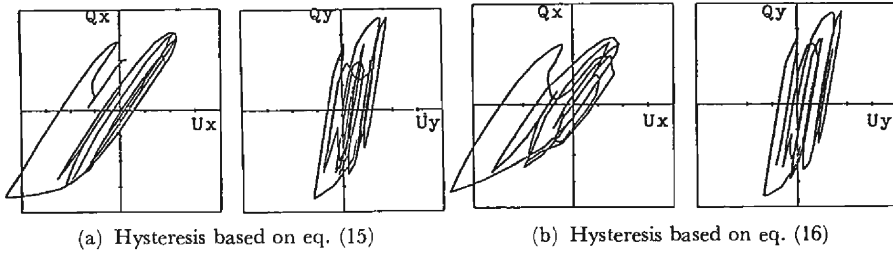 Qx
Ux
Qy
Uy
Qx
Ux
Qy
Uy
(a) Hysteresis based on eq. (15)
(b) Hysteresis based on eq. (16)